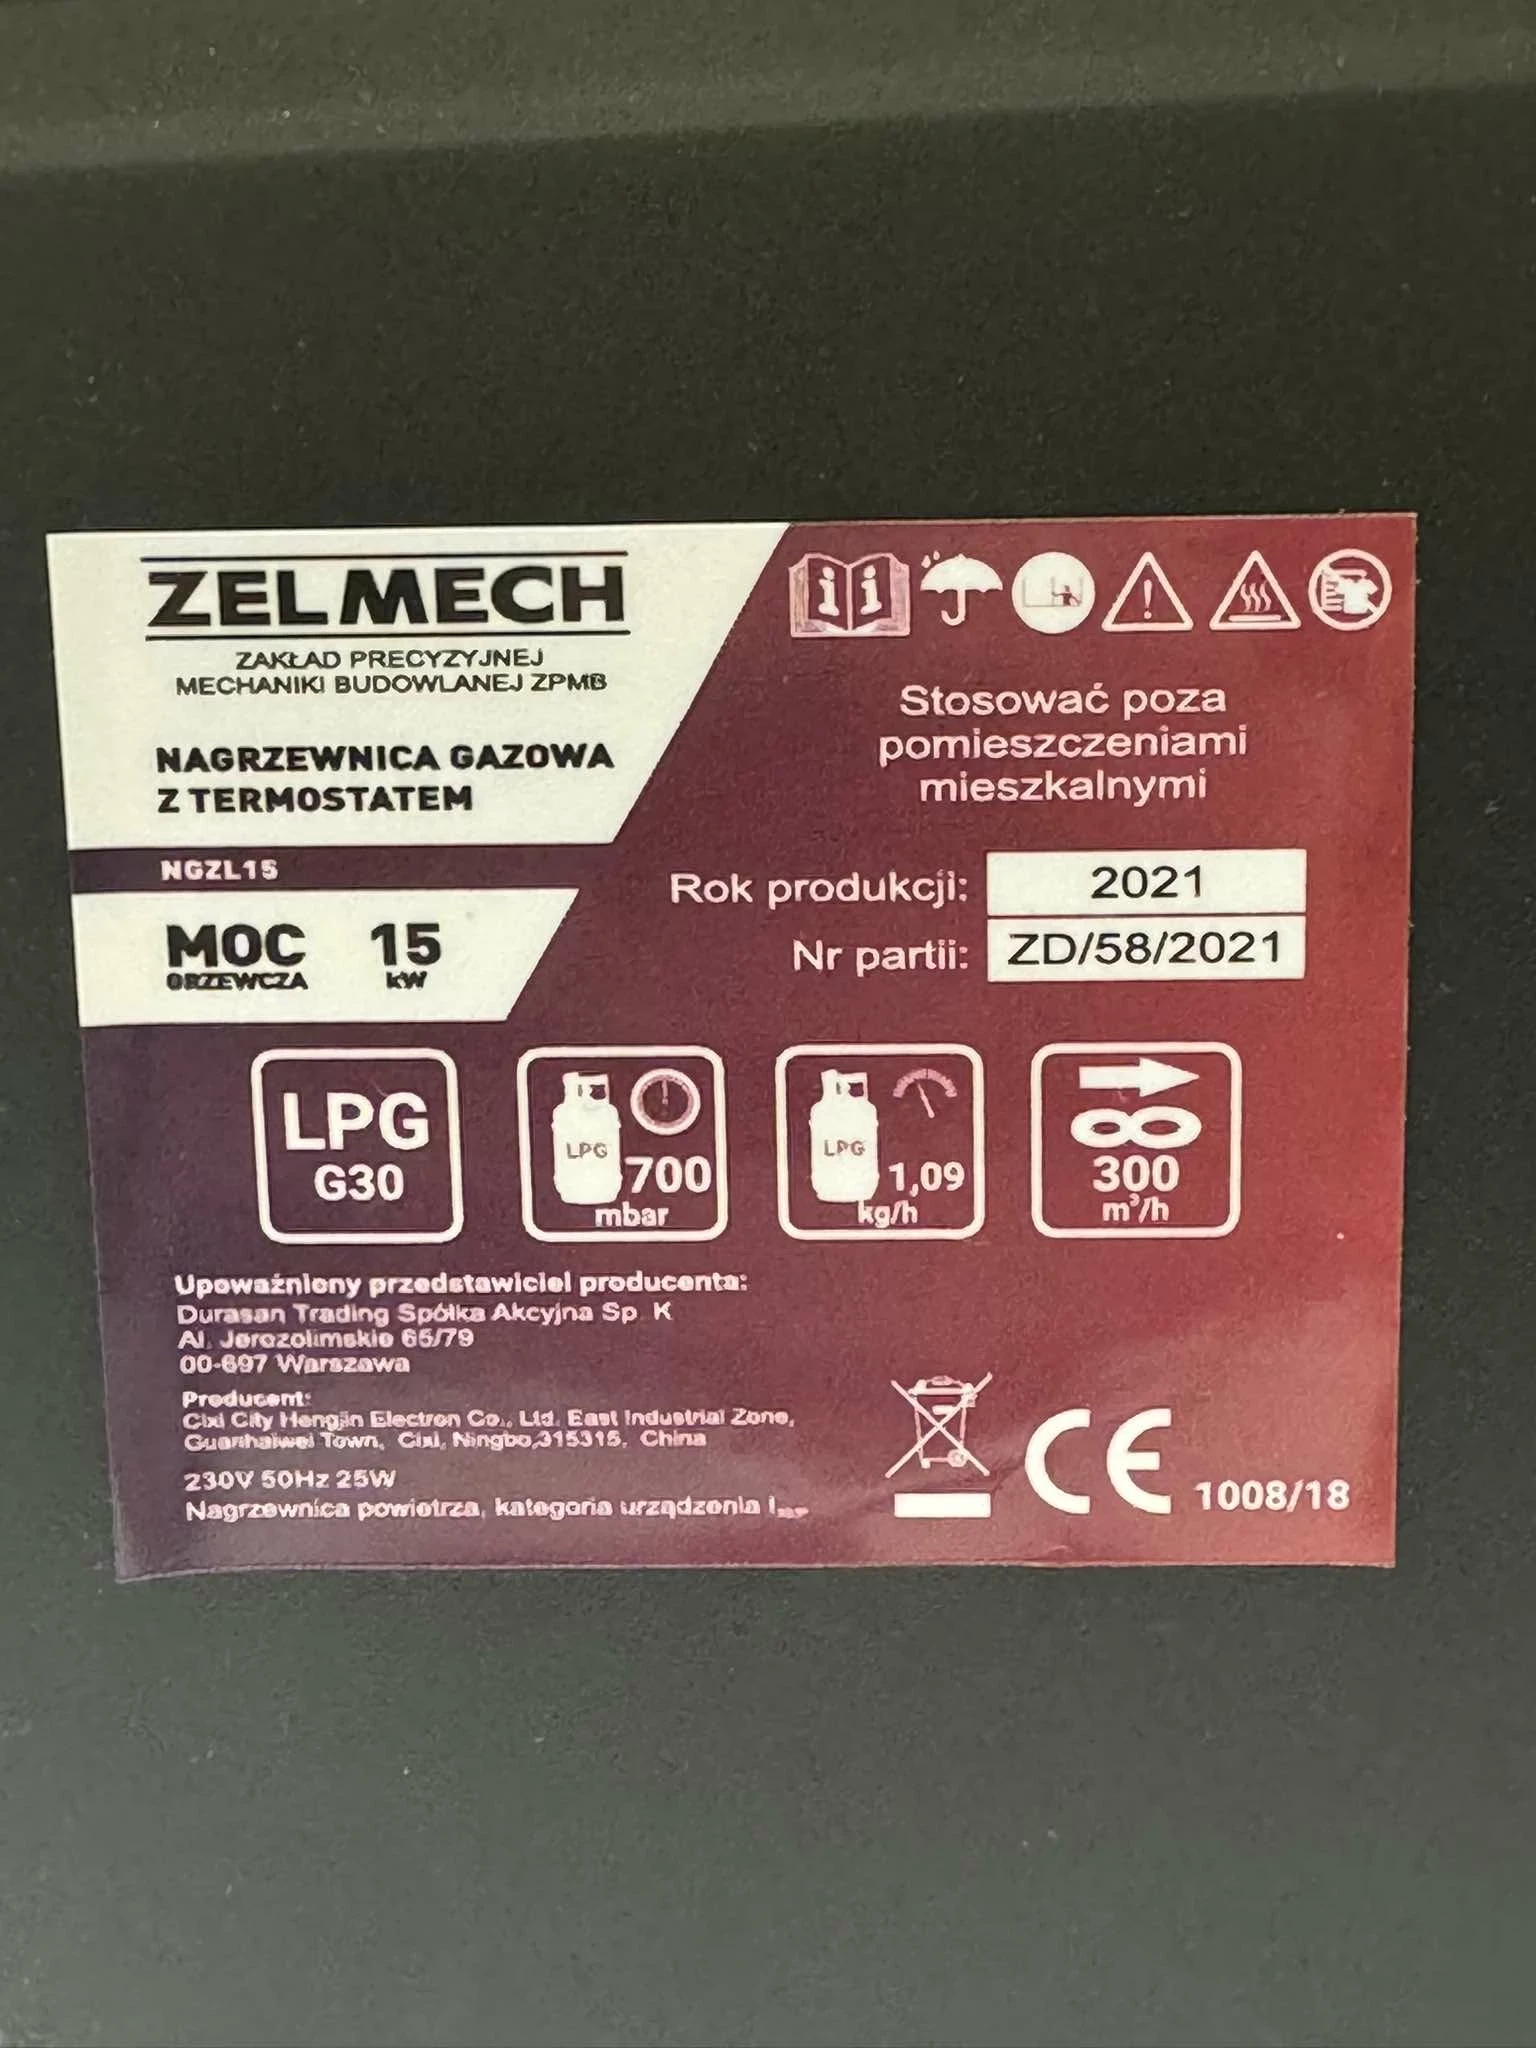 ZELMECH
ZAKŁAD PRECYZYJNEJ
MECHANIKI BUDOWLANEJ ZPMB
NAGRZEWNICA GAZOWA
Z TERMOSTATEM
NGZL15
MOC 15
GRZEWCZA kW
Stosować poza
pomieszczeniami
mieszkalnymi
Rok produkcji: 2021
Nr partii: ZD/58/2021
LPG
G30
LPG
700
mbar
LPG
1,09
kg/h
300
m³/h
Upoważniony przedstawiciel producenta:
Durasan Trading Spółka Akcyjna Sp. K
Al. Jerozolimskie 65/79
00-697 Warszawa
Producent:
Cixi City Hengjin Electron Co., Ltd. East Industrial Zone,
Guanhaiwei Town, Cixi, Ningbo,315315, China
230V 50Hz 25W
Nagrzewnica powietrza, kategoria urządzenia
CE
1008/18